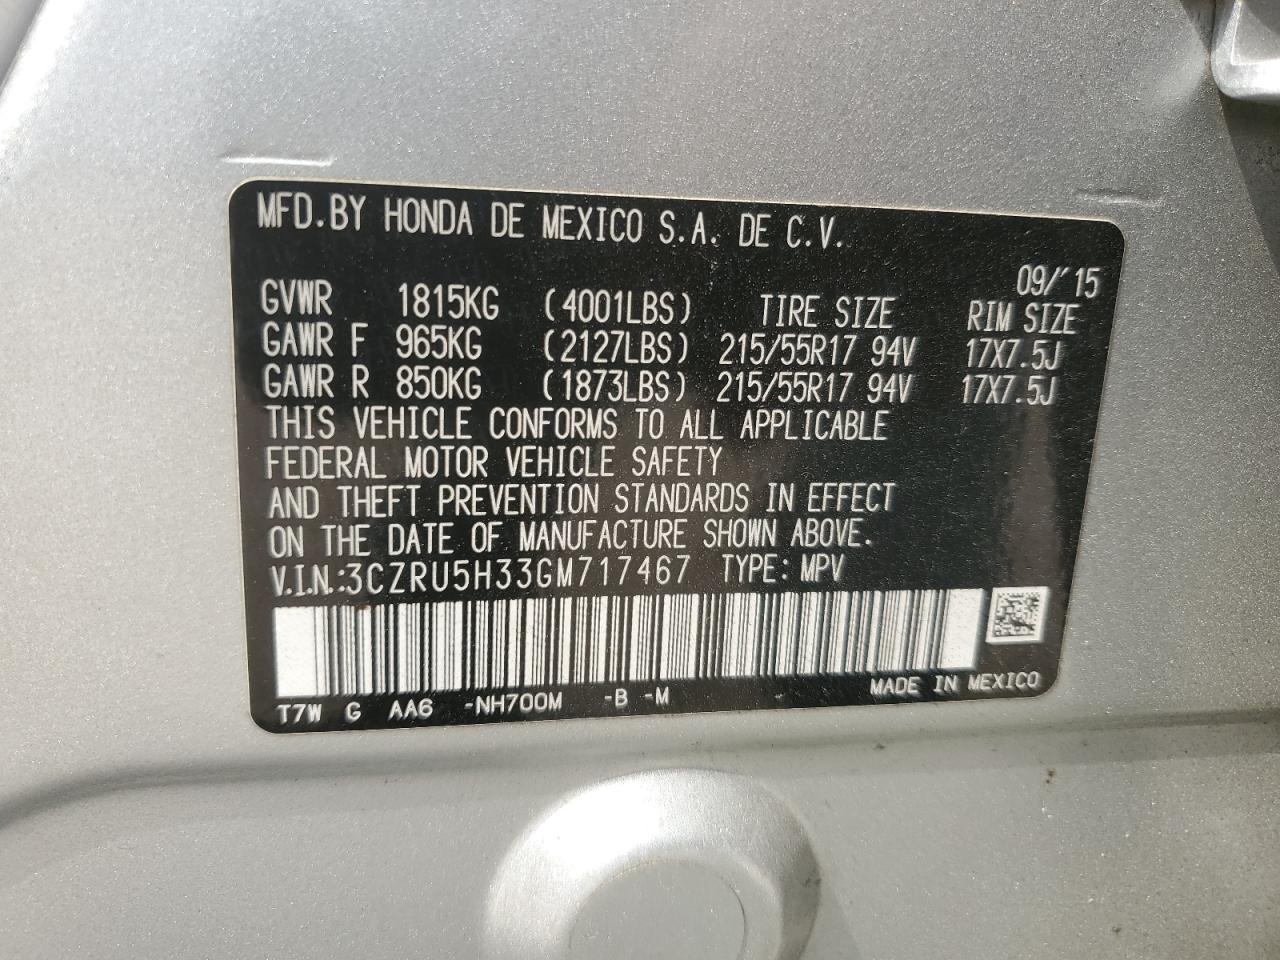 MFD.BY HONDA DE MEXICO S.A. DE C.V.
09/'15
GVWR 1815KG (4001LBS) TIRE SIZE RIM SIZE
GAWR F 965KG (2127LBS) 215/55R17 94V 17X7.5J
GAWR R 850KG (1873LBS) 215/55R17 94V 17X7.5J
THIS VEHICLE CONFORMS TO ALL APPLICABLE
FEDERAL MOTOR VEHICLE SAFETY
AND THEFT PREVENTION STANDARDS IN EFFECT
ON THE DATE OF MANUFACTURE SHOWN ABOVE.
V.I.N.:3CZRU5H33GM717467 TYPE: MPV
T7W G AA6 -NH700M -B -M - MADE IN MEXICO